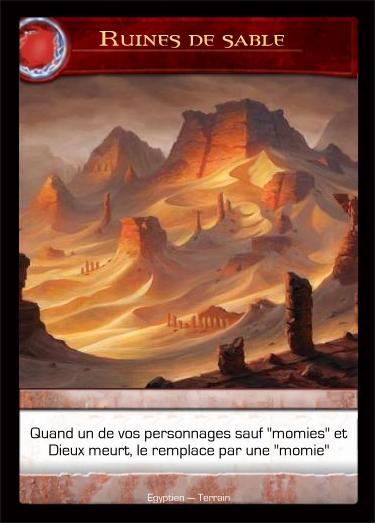 Ruines de sable
Quand un de vos personnages sauf "momies" et
Dieux meurt, le remplace par une "momie"
Egyptien — Terrain